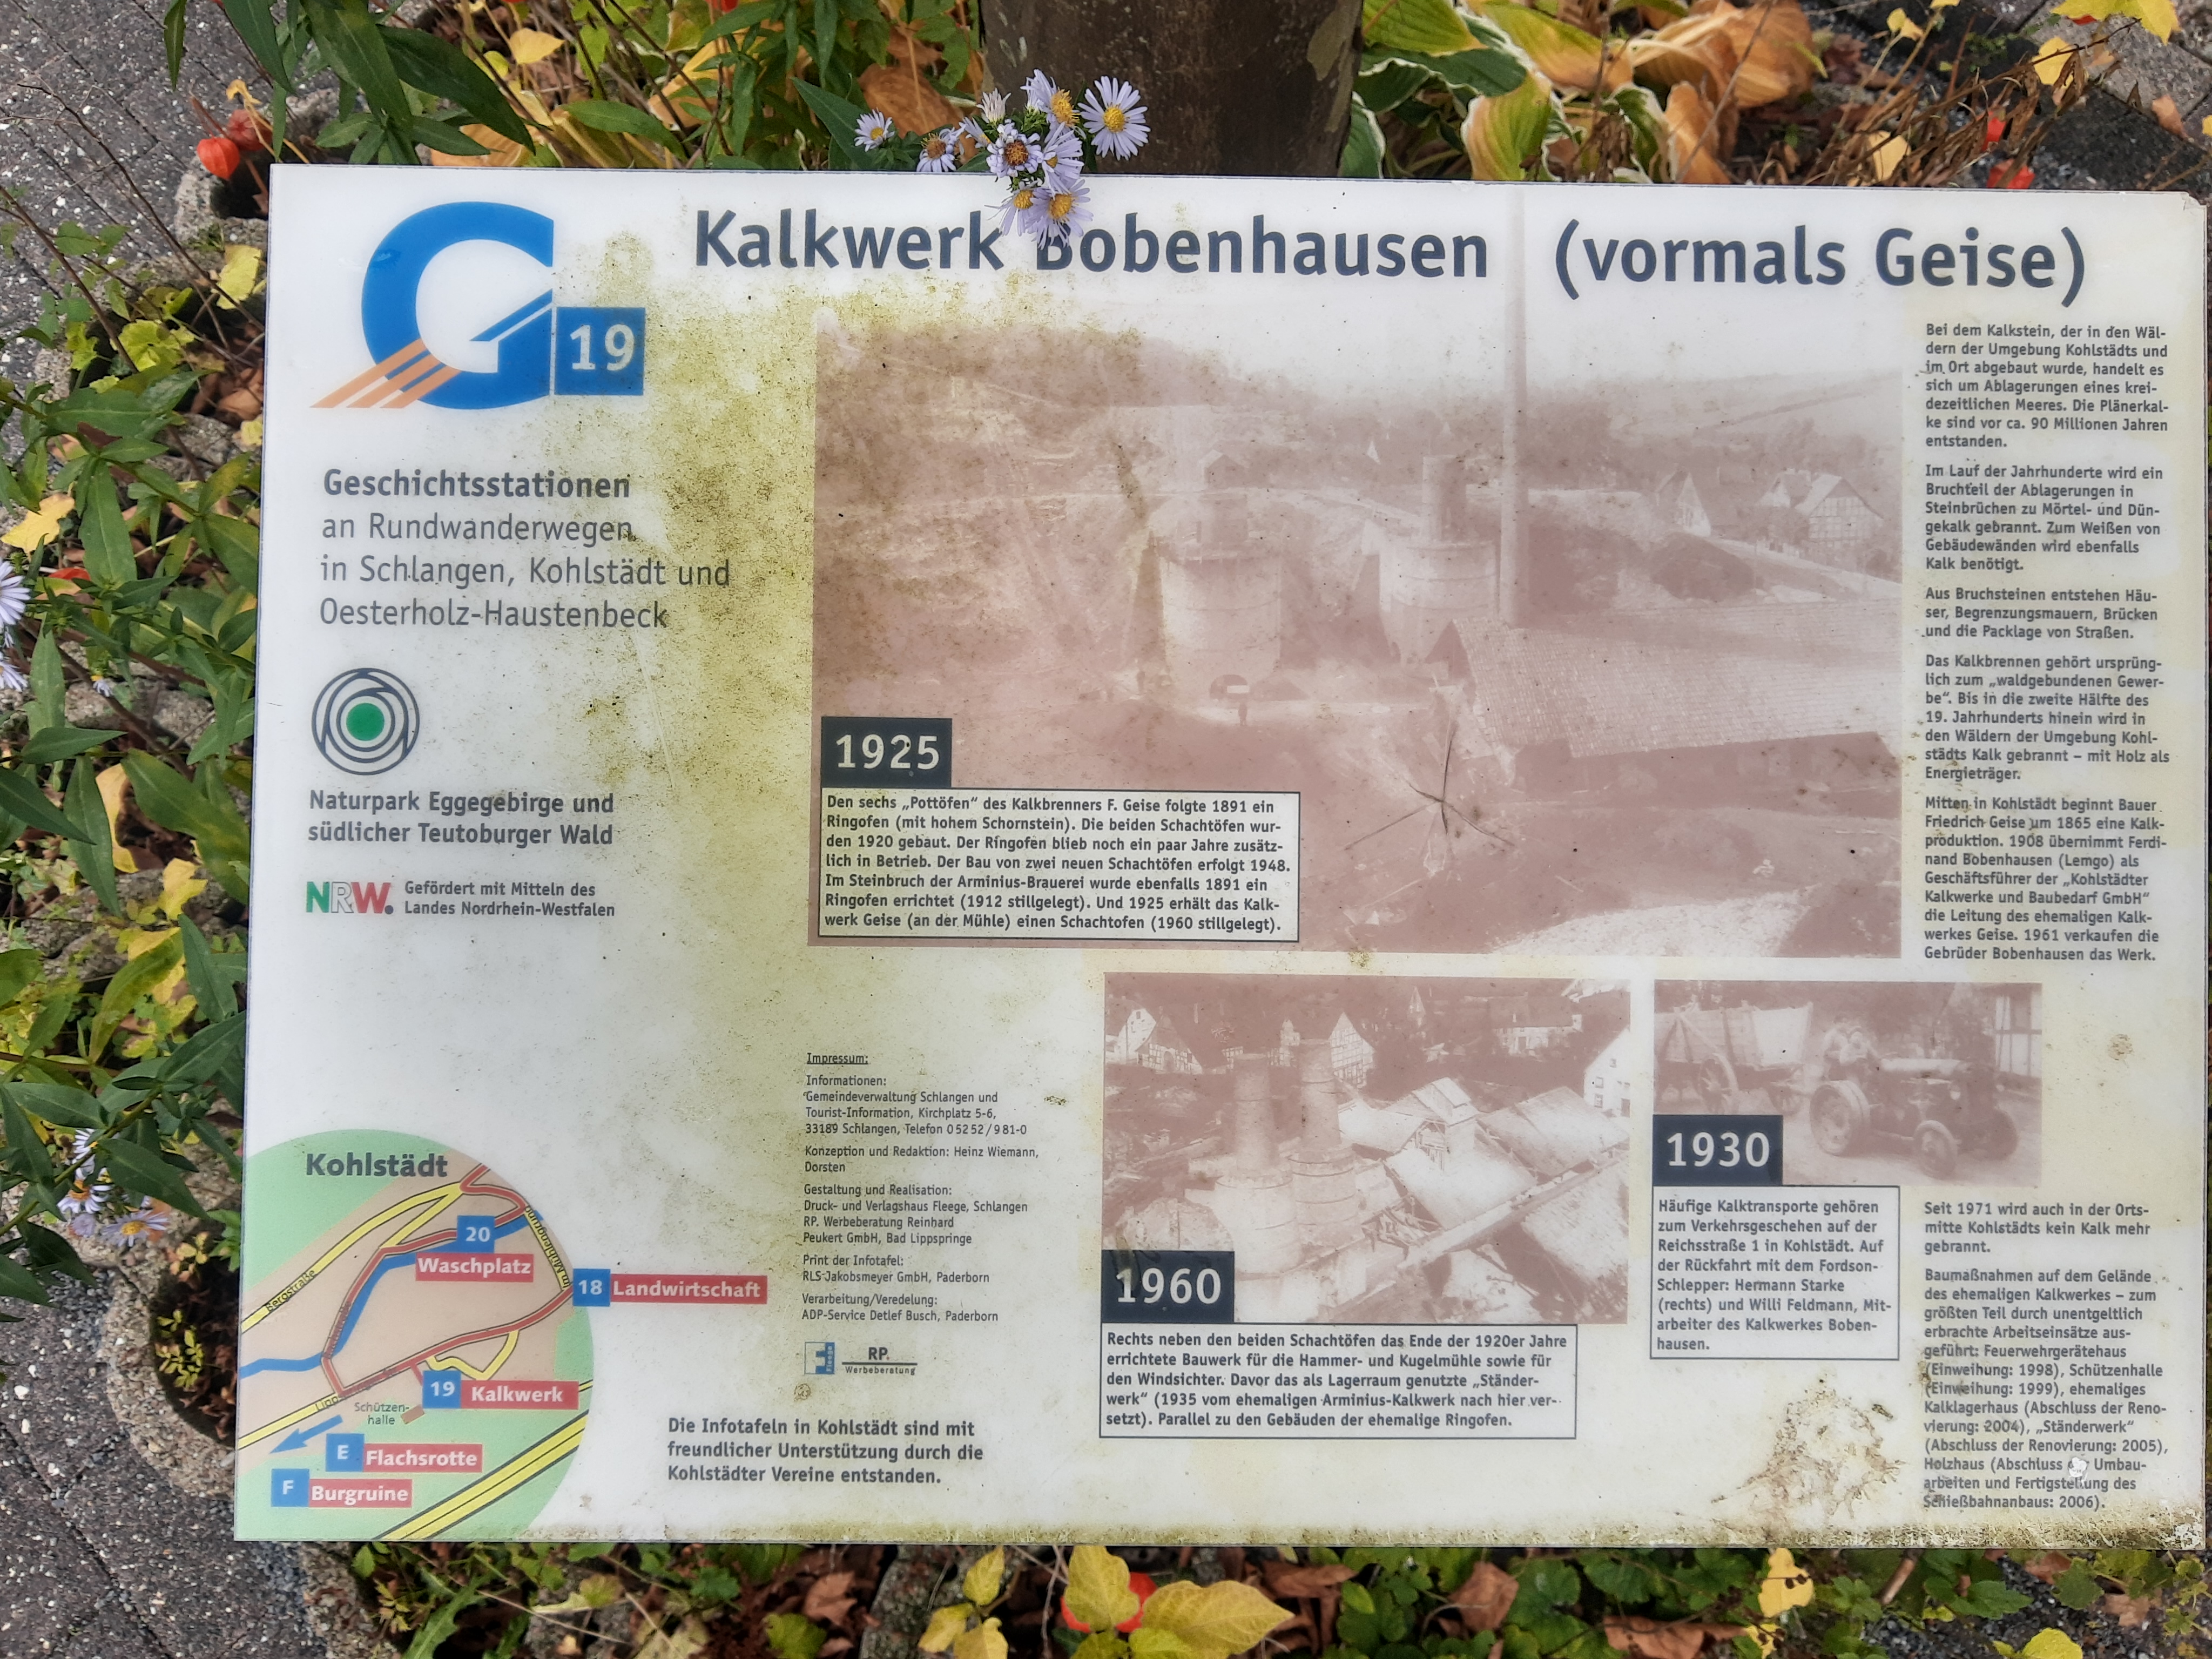 Kalkwerk Bobenhausen (vormals Geise)
G 19
Geschichtsstationen
an Rundwanderwegen
in Schlangen, Kohlstädt und
Oesterholz-Haustenbeck
Naturpark Eggegebirge und
südlicher Teutoburger Wald
NRW.
Gefördert mit Mitteln des
Landes Nordrhein-Westfalen
1925
Den sechs „Pottöfen“ des Kalkbrenners F. Geise folgte 1891 ein
Ringofen (mit hohem Schornstein). Die beiden Schachtöfen wur-
den 1920 gebaut. Der Ringofen blieb noch ein paar Jahre zusätz-
lich in Betrieb. Der Bau von zwei neuen Schachtöfen erfolgt 1948.
Im Steinbruch der Arminius-Brauerei wurde ebenfalls 1891 ein
Ringofen errichtet (1912 stillgelegt). Und 1925 erhält das Kalk-
werk Geise (an der Mühle) einen Schachtofen (1960 stillgelegt).
Bei dem Kalkstein, der in den Wäl-
dern der Umgebung Kohlstädts und
im Ort abgebaut wurde, handelt es
sich um Ablagerungen eines krei-
dezeitlichen Meeres. Die Plänerkal-
ke sind vor ca. 90 Millionen Jahren
entstanden.
Im Lauf der Jahrhunderte wird ein
Bruchteil der Ablagerungen in
Steinbrüchen zu Mörtel- und Dün-
gekalk gebrannt. Zum Weißen von
Gebäudewänden wird ebenfalls
Kalk benötigt.
Aus Bruchsteinen entstehen Häu-
ser, Begrenzungsmauern, Brücken
und die Packlage von Straßen.
Das Kalkbrennen gehört ursprüng-
lich zum „waldgebundenen Gewer-
be“. Bis in die zweite Hälfte des
19. Jahrhunderts hinein wird in
den Wäldern der Umgebung Kohl-
städts Kalk gebrannt – mit Holz als
Energieträger.
Mitten in Kohlstädt beginnt Bauer
Friedrich Geise um 1865 eine Kalk-
produktion. 1908 übernimmt Ferdi-
nand Bobenhausen (Lemgo) als
Geschäftsführer der „Kohlstädter
Kalkwerke und Baubedarf GmbH“
die Leitung des ehemaligen Kalk-
werkes Geise. 1961 verkaufen die
Gebrüder Bobenhausen das Werk.
Impressum:
Informationen:
Gemeindeverwaltung Schlangen und
Tourist-Information, Kirchplatz 5-6,
33189 Schlangen, Telefon 0 52 52 / 9 81-0
Konzeption und Redaktion: Heinz Wiemann,
Dorsten
Gestaltung und Realisation:
Druck- und Verlagshaus Fleege, Schlangen
RP. Werbeberatung Reinhard
Peukert GmbH, Bad Lippspringe
Print der Infotafel:
RLS Jakobsmeyer GmbH, Paderborn
Verarbeitung/Veredelung:
ADP-Service Detlef Busch, Paderborn
RP.
Werbeberatung
Die Infotafeln in Kohlstädt sind mit
freundlicher Unterstützung durch die
Kohlstädter Vereine entstanden.
1960
Rechts neben den beiden Schachtöfen das Ende der 1920er Jahre
errichtete Bauwerk für die Hammer- und Kugelmühle sowie für
den Windsichter. Davor das als Lagerraum genutzte „Ständer-
werk“ (1935 vom ehemaligen Arminius-Kalkwerk nach hier ver-
setzt). Parallel zu den Gebäuden der ehemalige Ringofen.
1930
Häufige Kalktransporte gehören
zum Verkehrsgeschehen auf der
Reichsstraße 1 in Kohlstädt. Auf
der Rückfahrt mit dem Fordson-
Schlepper: Hermann Starke
(rechts) und Willi Feldmann, Mit-
arbeiter des Kalkwerkes Boben-
hausen.
Seit 1971 wird auch in der Orts-
mitte Kohlstädts kein Kalk mehr
gebrannt.
Baumaßnahmen auf dem Gelände
des ehemaligen Kalkwerkes – zum
größten Teil durch unentgeltlich
erbrachte Arbeitseinsätze aus-
geführt: Feuerwehrgerätehaus
(Einweihung: 1998), Schützenhalle
(Einweihung: 1999), ehemaliges
Kalklagerhaus (Abschluss der Reno-
vierung: 2004), „Ständerwerk“
(Abschluss der Renovierung: 2005),
Holzhaus (Abschluss der Umbau-
arbeiten und Fertigstellung des
Schießbahnanbaus: 2006).
Kohlstädt
20
Waschplatz
Bergstraße
Im Mühlengrund
18 Landwirtschaft
19 Kalkwerk
Schützen-
halle
E Flachsrotte
F Burgruine